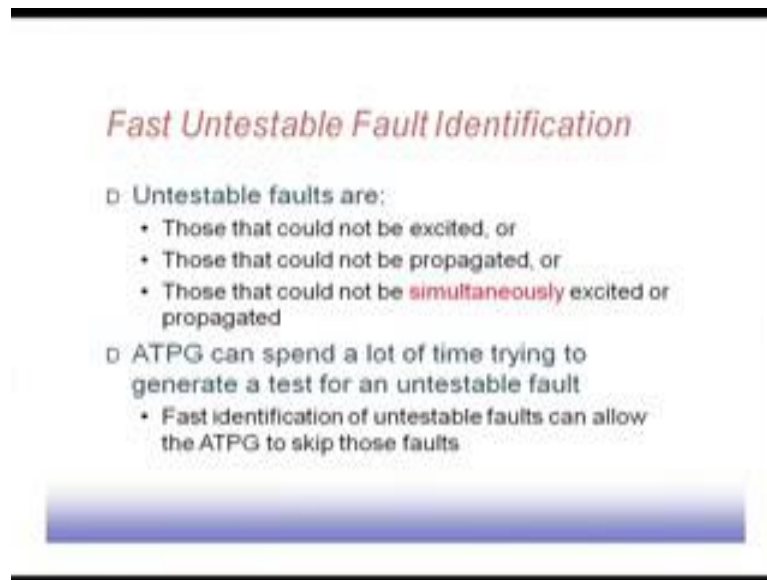 Fast Untestable Fault Identification
Untestable faults are:
• Those that could not be excited, or
• Those that could not be propagated, or
• Those that could not be simultaneously excited or
propagated
ATPG can spend a lot of time trying to
generate a test for an untestable fault
• Fast identification of untestable faults can allow
the ATPG to skip those faults